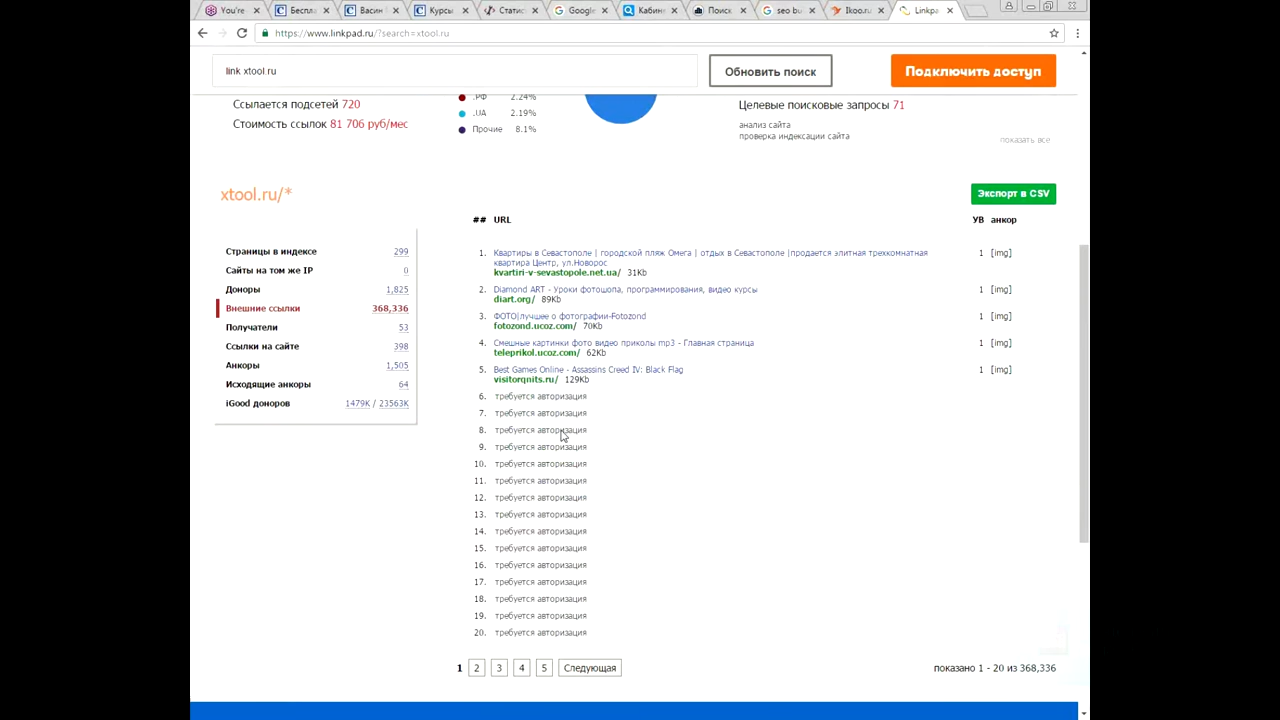 You're
Беспла
Васин
Курсы
Статис
Google
Кабин
Поиск
seo bu
Ikoo.ru
Linkpa
https://www.linkpad.ru/?search=xtool.ru
link xtool ru
Обновить поиск
Подключить доступ
Ссылается подсетей 720
Стоимость ссылок 81 706 руб/мес
.РФ 2.24%
.UA 2.19%
Прочие 8.1%
Целевые поисковые запросы 71
анализ сайта
проверка индексации сайта
показать все
xtool.ru/*
Экспорт в CSV
## URL УВ анкор
Страницы в индексе 299
Сайты на том же IP 0
Доноры 1,825
Внешние ссылки 368,336
Получатели 53
Ссылки на сайте 398
Анкоры 1,505
Исходящие анкоры 64
iGood доноров 1479K / 23563K
1. Квартиры в Севастополе | городской пляж Омега | отдых в Севастополе |продается элитная трехкомнатная 1 [img]
квартира Центр, ул.Новорос
kvartiri-v-sevastopole.net.ua/ 31Kb
2. Diamond ART - Уроки фотошопа, программирования, видео курсы 1 [img]
diart.org/ 89Kb
3. ФОТО|лучшее о фотографии-Fotozond 1 [img]
fotozond.ucoz.com/ 70Kb
4. Смешные картинки фото видео приколы mp3 - Главная страница 1 [img]
teleprikol.ucoz.com/ 62Kb
5. Best Games Online - Assassins Creed IV: Black Flag 1 [img]
visitorqnits.ru/ 129Kb
6. требуется авторизация
7. требуется авторизация
8. требуется авторизация
9. требуется авторизация
10. требуется авторизация
11. требуется авторизация
12. требуется авторизация
13. требуется авторизация
14. требуется авторизация
15. требуется авторизация
16. требуется авторизация
17. требуется авторизация
18. требуется авторизация
19. требуется авторизация
20. требуется авторизация
1 2 3 4 5 Следующая
показано 1 - 20 из 368,336